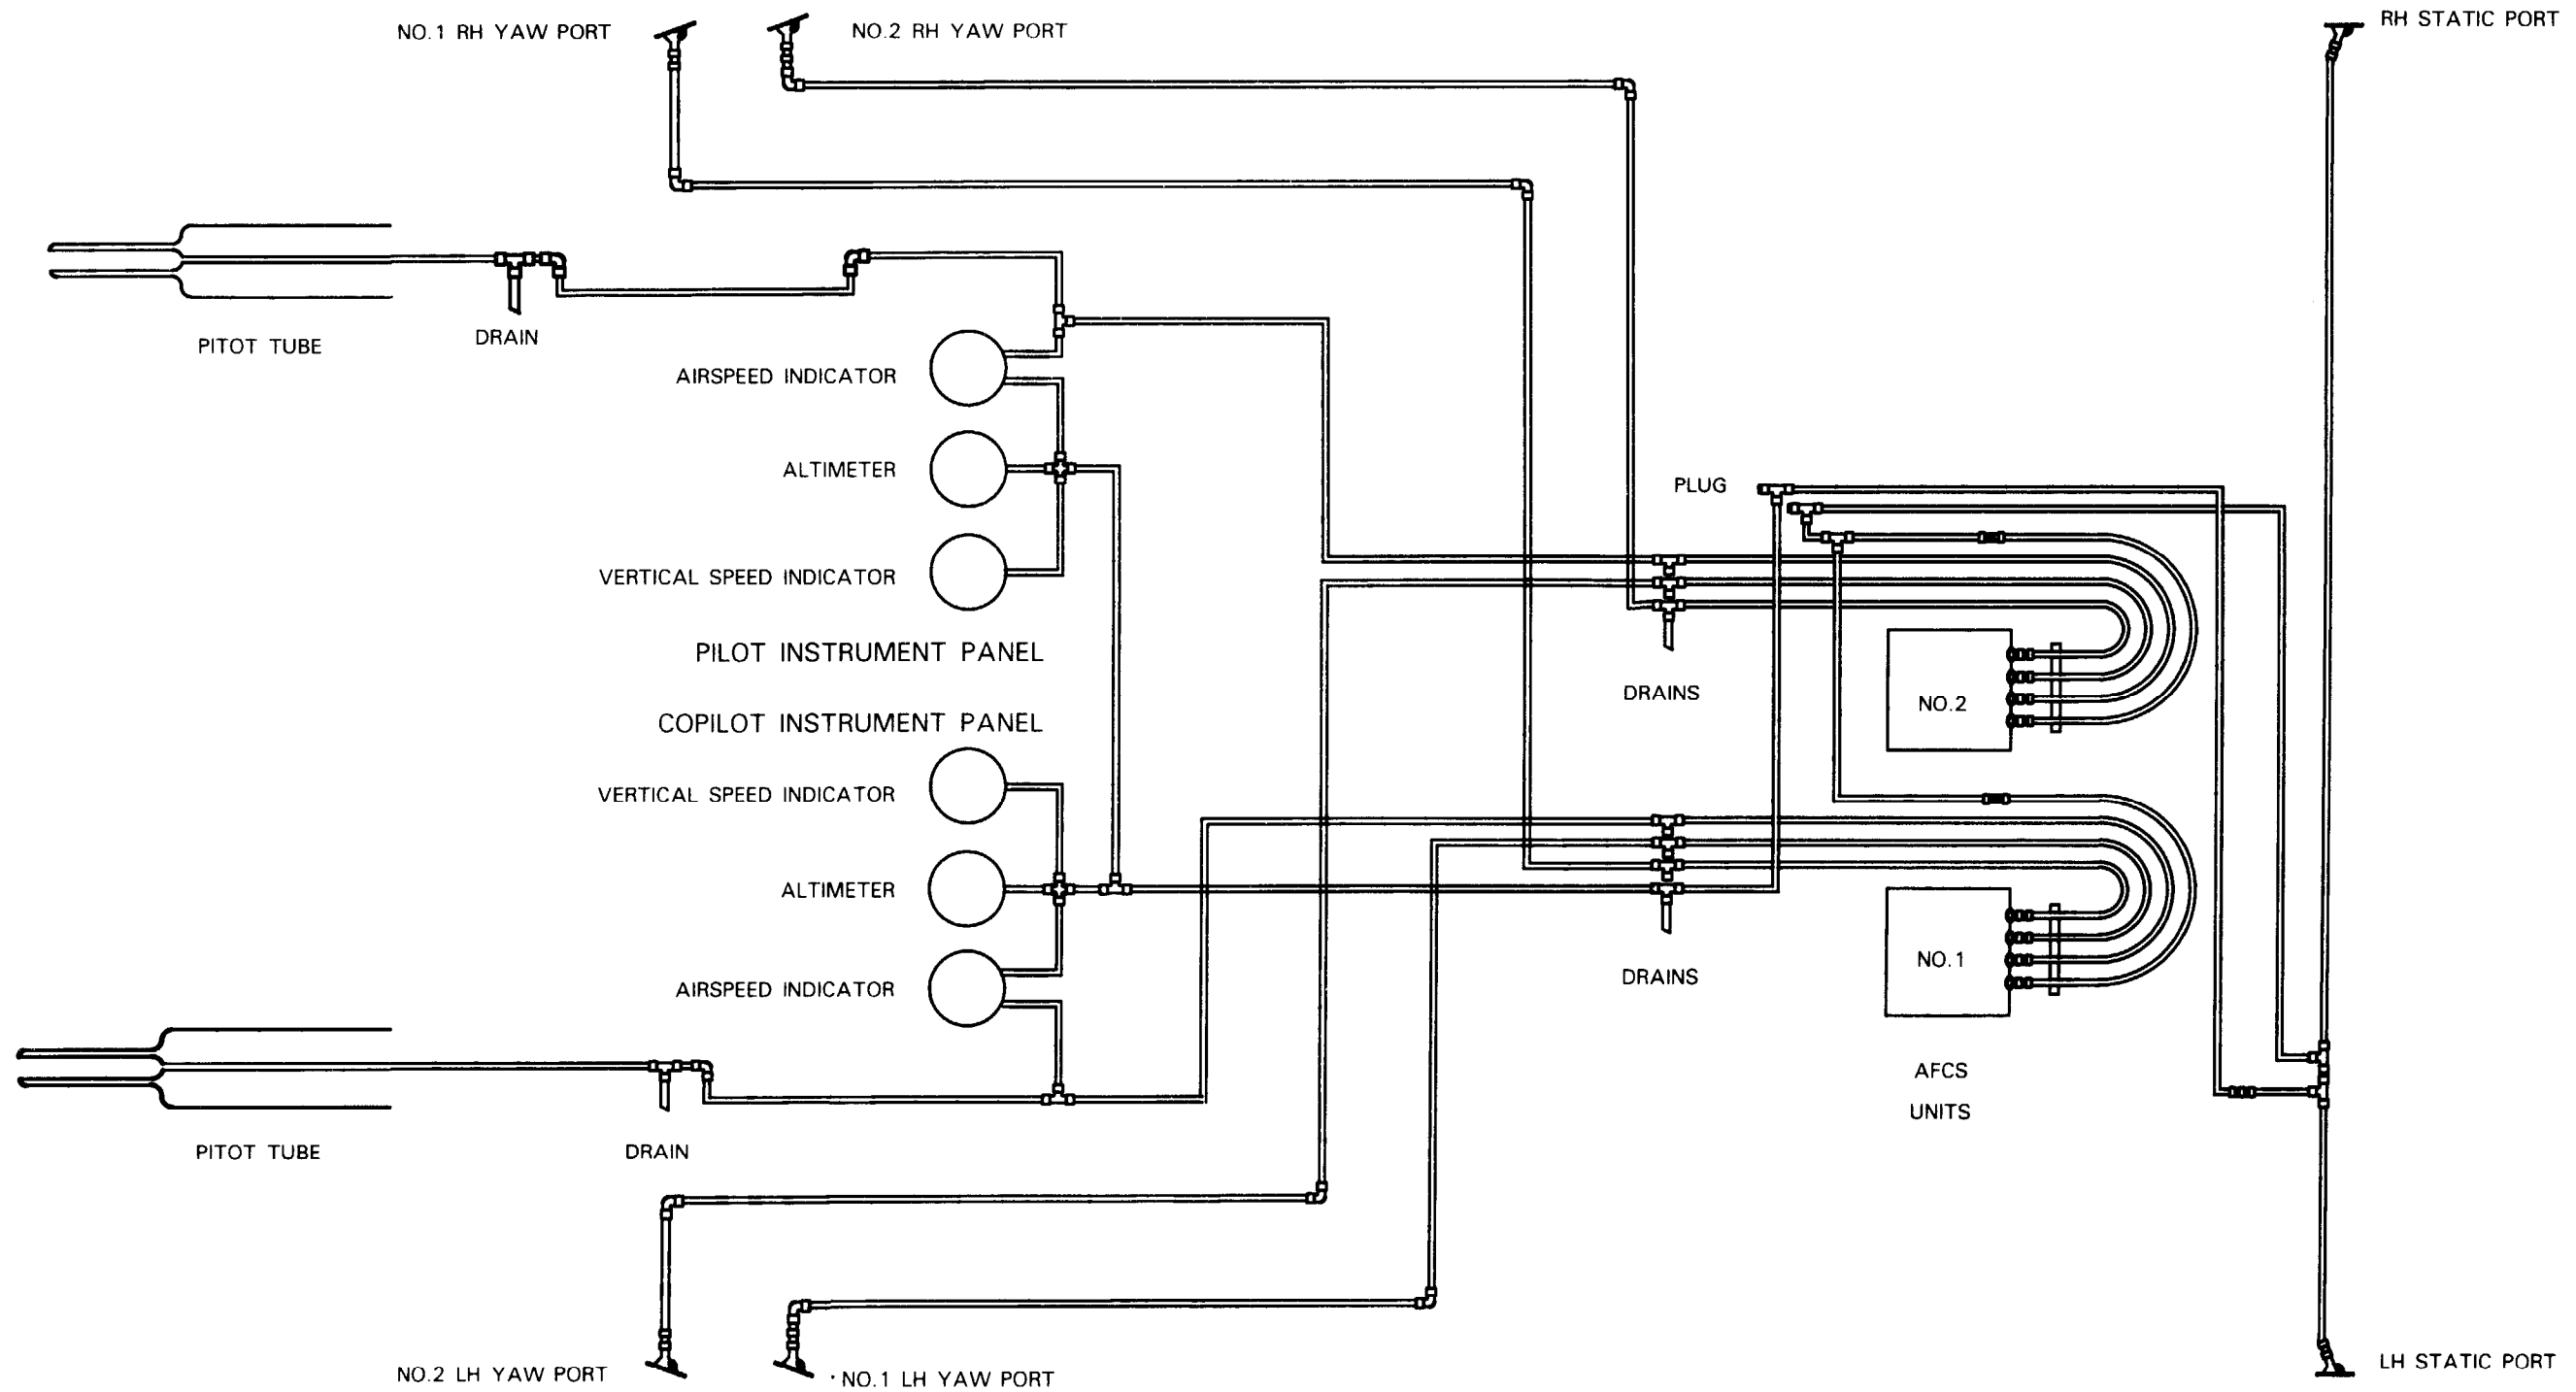 NO.1 RH YAW PORT
NO.2 RH YAW PORT
RH STATIC PORT
PITOT TUBE
DRAIN
AIRSPEED INDICATOR
ALTIMETER
PLUG
VERTICAL SPEED INDICATOR
PILOT INSTRUMENT PANEL
DRAINS
NO.2
COPILOT INSTRUMENT PANEL
VERTICAL SPEED INDICATOR
ALTIMETER
NO.1
DRAINS
AIRSPEED INDICATOR
AFCS
UNITS
PITOT TUBE
DRAIN
NO.2 LH YAW PORT
NO.1 LH YAW PORT
LH STATIC PORT